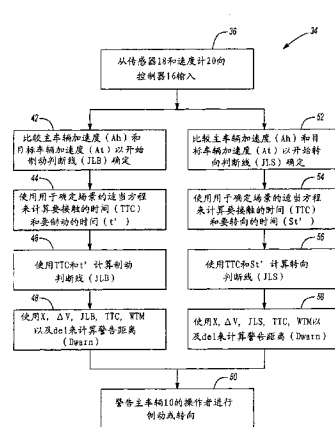 36
34
从传感器18和速度计20向
控制器16输入
42
比较主车辆加速度（Ah）和
目标车辆加速度（At）以开始
制动判断线（JLB）确定
44
使用用于确定场景的适当方程
来计算要接触的时间（TTC）
和要制动的时间（t'）
46
使用TTC和t'计算制动
判断线（JLB）
48
使用X, ΔV, JLB, TTC, WTM
以及del来计算警告距离
（Dwarn）
52
比较主车辆加速度（Ah）和目
标车辆加速度（At）以开始转
向判断线（JLS）确定
54
使用用于确定场景的适当方程
来计算要接触的时间（TTC）
和要转向的时间（St'）
56
使用TTC和St'计算转向
判断线（JLS）
58
使用X, ΔV, JLS, TTC, WTM以
及del来计算警告距离（Dwarn）
50
警告主车辆10的操作者进行
制动或转向